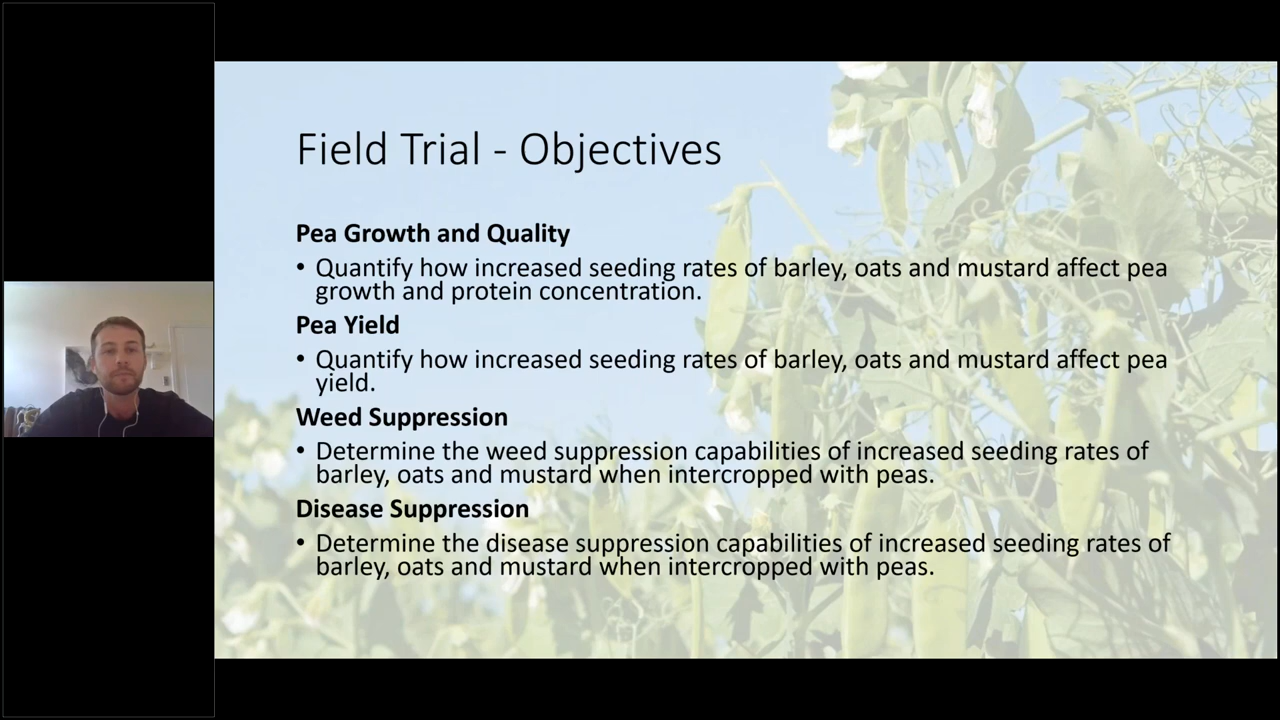 Field Trial - Objectives
Pea Growth and Quality
• Quantify how increased seeding rates of barley, oats and mustard affect pea
growth and protein concentration.
Pea Yield
• Quantify how increased seeding rates of barley, oats and mustard affect pea
yield.
Weed Suppression
• Determine the weed suppression capabilities of increased seeding rates of
barley, oats and mustard when intercropped with peas.
Disease Suppression
• Determine the disease suppression capabilities of increased seeding rates of
barley, oats and mustard when intercropped with peas.